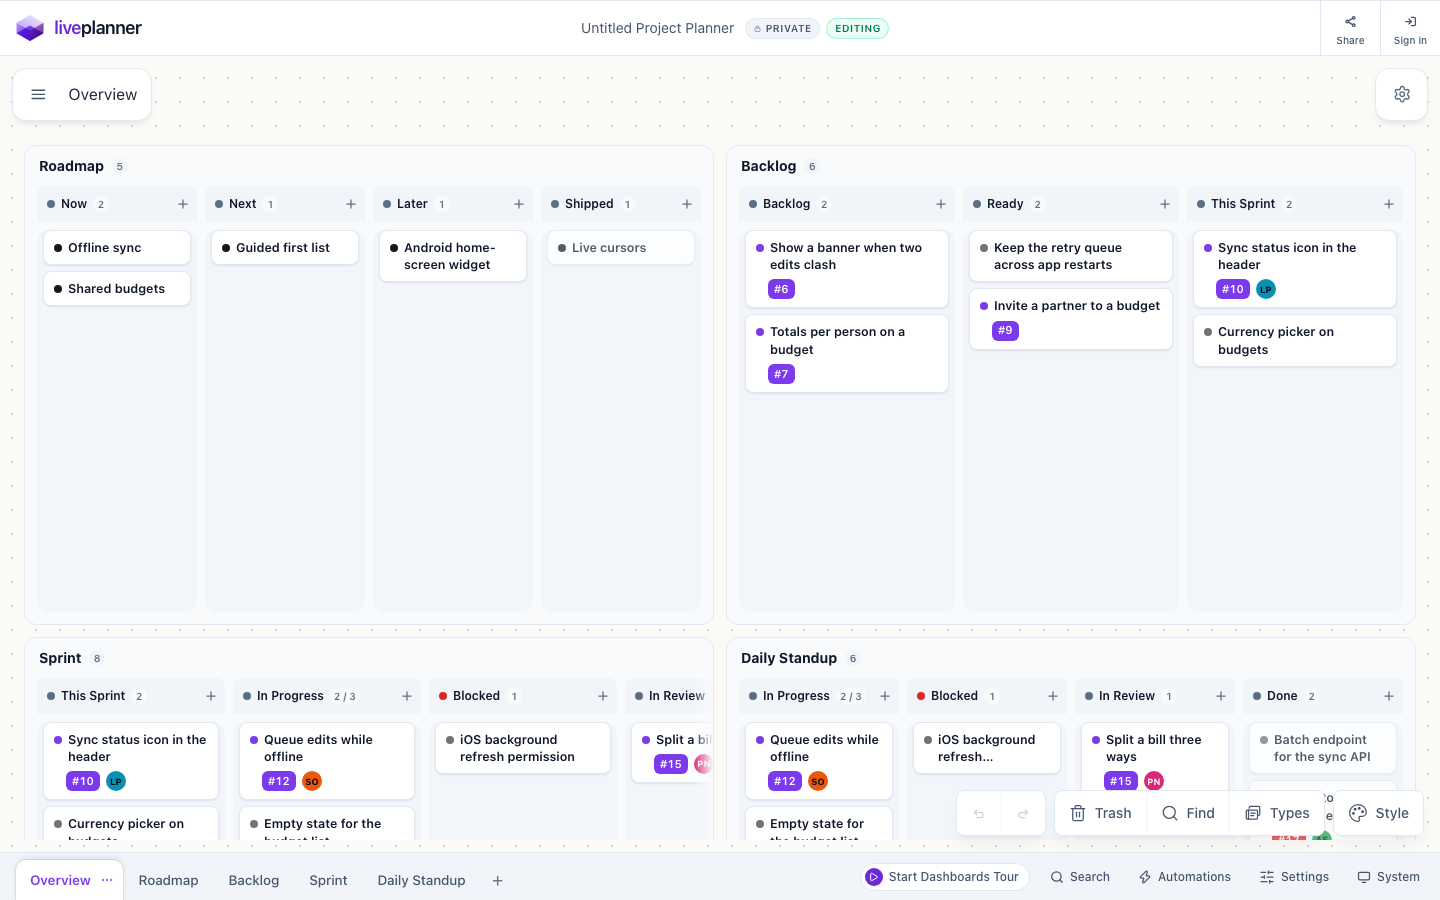 liveplanner
Untitled Project Planner
PRIVATE
EDITING
Share
Sign in
Overview
Roadmap 5
Now 2
Offline sync
Shared budgets
Next 1
Guided first list
Later 1
Android home-
screen widget
Shipped 1
Live cursors
Backlog 6
Backlog 2
Show a banner when two
edits clash
#6
Totals per person on a
budget
#7
Ready 2
Keep the retry queue
across app restarts
Invite a partner to a budget
#9
This Sprint 2
Sync status icon in the
header
#10 LP
Currency picker on
budgets
Sprint 8
This Sprint 2
Sync status icon in the
header
#10 LP
Currency picker on
budgets
In Progress 2 / 3
Queue edits while
offline
#12 SO
Empty state for the
budget list
Blocked 1
iOS background
refresh permission
In Review
Split a bil
#15 PN
Daily Standup 6
In Progress 2 / 3
Queue edits while
offline
#12 SO
Empty state for
the budget list
Blocked 1
iOS background
refresh...
In Review 1
Split a bill three
ways
#15 PN
Done 2
Batch endpoint
for the sync API
Trash
Find
Types
Style
Overview
Roadmap
Backlog
Sprint
Daily Standup
Start Dashboards Tour
Search
Automations
Settings
System